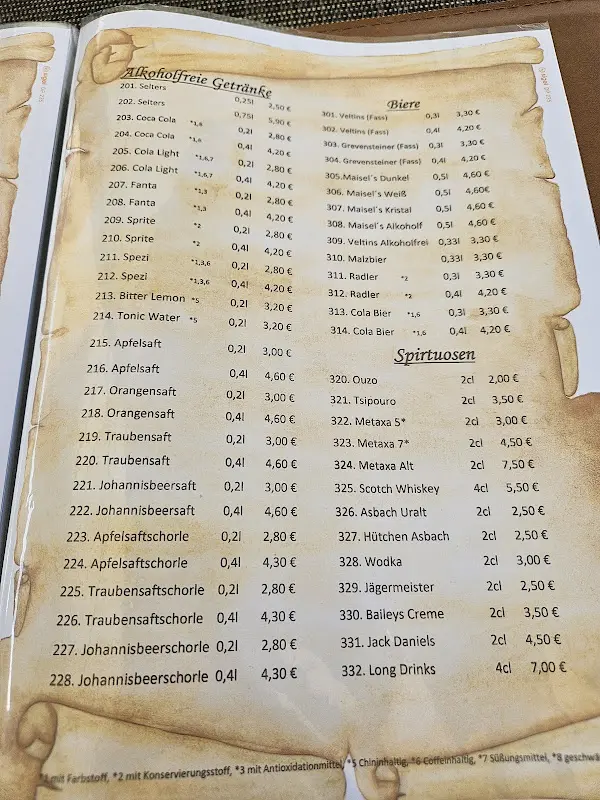 Alkoholfreie Getränke
201. Selters 0,25l 2,50 €
202. Selters 0,75l 5,90 €
203. Coca Cola *1,6 0,2l 2,80 €
204. Coca Cola *1,6 0,4l 4,20 €
205. Cola Light *1,6,7 0,2l 2,80 €
206. Cola Light *1,6,7 0,4l 4,20 €
207. Fanta *1,3 0,2l 2,80 €
208. Fanta *1,3 0,4l 4,20 €
209. Sprite *2 0,2l 2,80 €
210. Sprite *2 0,4l 4,20 €
211. Spezi *1,3,6 0,2l 2,80 €
212. Spezi *1,3,6 0,4l 4,20 €
213. Bitter Lemon *5 0,2l 3,20 €
214. Tonic Water *5 0,2l 3,20 €
215. Apfelsaft 0,2l 3,00 €
216. Apfelsaft 0,4l 4,60 €
217. Orangensaft 0,2l 3,00 €
218. Orangensaft 0,4l 4,60 €
219. Traubensaft 0,2l 3,00 €
220. Traubensaft 0,4l 4,60 €
221. Johannisbeersaft 0,2l 3,00 €
222. Johannisbeersaft 0,4l 4,60 €
223. Apfelsaftschorle 0,2l 2,80 €
224. Apfelsaftschorle 0,4l 4,30 €
225. Traubensaftschorle 0,2l 2,80 €
226. Traubensaftschorle 0,4l 4,30 €
227. Johannisbeerschorle 0,2l 2,80 €
228. Johannisbeerschorle 0,4l 4,30 €
Biere
301. Veltins (Fass) 0,3l 3,30 €
302. Veltins (Fass) 0,4l 4,20 €
303. Grevensteiner (Fass) 0,3l 3,30 €
304. Grevensteiner (Fass) 0,4l 4,20 €
305.Maisel´s Dunkel 0,5l 4,60 €
306. Maisel´s Weiß 0,5l 4,60€
307. Maisel´s Kristal 0,5l 4,60 €
308. Maisel´s Alkoholf 0,5l 4,60 €
309. Veltins Alkoholfrei 0,33l 3,30 €
310. Malzbier 0,33l 3,30 €
311. Radler *2 0,3l 3,30 €
312. Radler *2 0,4l 4,20 €
313. Cola Bier *1,6 0,3l 3,30 €
314. Cola Bier *1,6 0,4l 4,20 €
Spirtuosen
320. Ouzo 2cl 2,00 €
321. Tsipouro 2cl 3,50 €
322. Metaxa 5* 2cl 3,00 €
323. Metaxa 7* 2cl 4,50 €
324. Metaxa Alt 2cl 7,50 €
325. Scotch Whiskey 4cl 5,50 €
326. Asbach Uralt 2cl 2,50 €
327. Hütchen Asbach 2cl 2,50 €
328. Wodka 2cl 3,00 €
329. Jägermeister 2cl 2,50 €
330. Baileys Creme 2cl 3,50 €
331. Jack Daniels 2cl 4,50 €
332. Long Drinks 4cl 7,00 €
mit Farbstoff, *2 mit Konservierungsstoff, *3 mit Antioxidationmittel, *5 Chininhaltig, *6 Coffeinhaltig, *7 Süßungsmittel, *8 geschwä